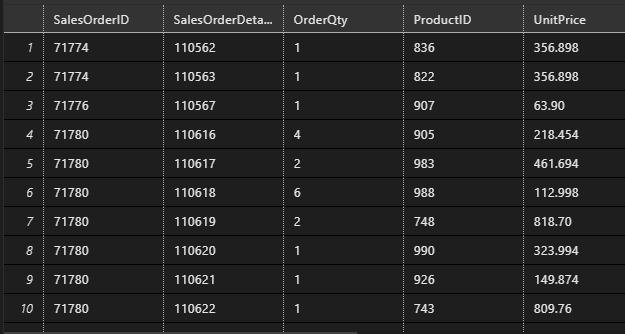 SalesOrderID SalesOrderDeta... OrderQty ProductID UnitPrice
1 71774 110562 1 836 356.898
2 71774 110563 1 822 356.898
3 71776 110567 1 907 63.90
4 71780 110616 4 905 218.454
5 71780 110617 2 983 461.694
6 71780 110618 6 988 112.998
7 71780 110619 2 748 818.70
8 71780 110620 1 990 323.994
9 71780 110621 1 926 149.874
10 71780 110622 1 743 809.76